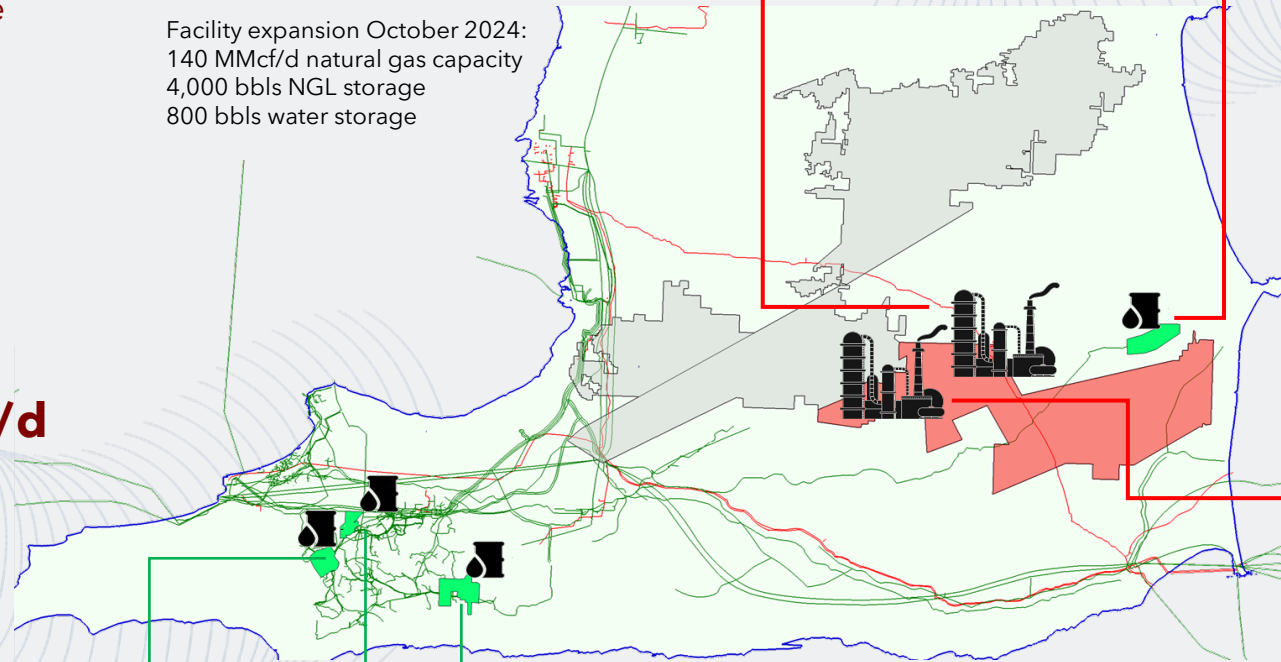 e
Facility expansion October 2024:
140 MMcf/d natural gas capacity
4,000 bbls NGL storage
800 bbls water storage
/d